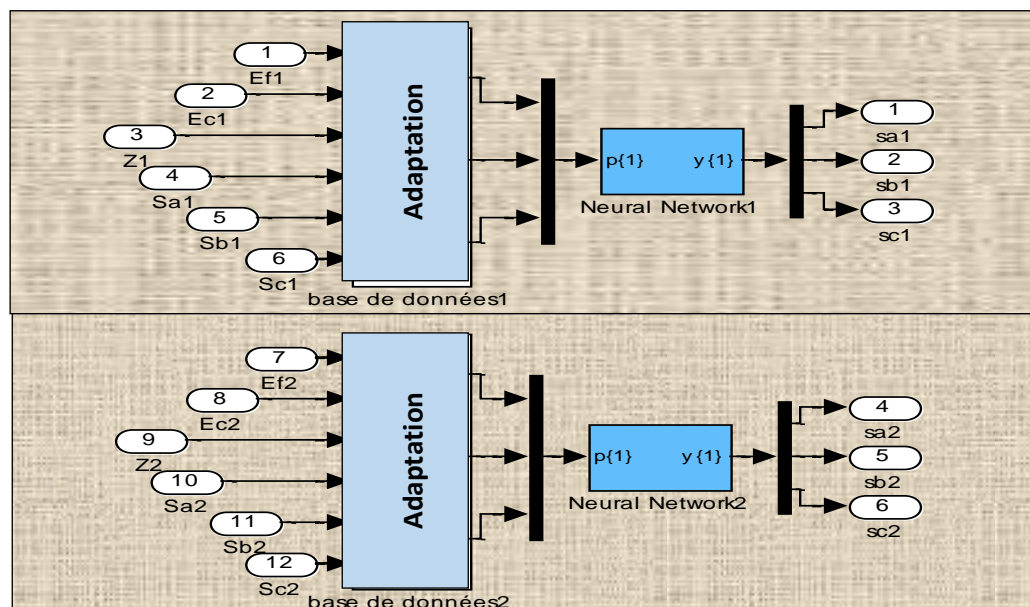 1
Ef1
2
Ec1
3
Z1
4
Sa1
5
Sb1
6
Sc1
Adaptation
base de données1
p{1} y{1}
Neural Network1
1
sa1
2
sb1
3
sc1
7
Ef2
8
Ec2
9
Z2
10
Sa2
11
Sb2
12
Sc2
Adaptation
base de données2
p{1} y{1}
Neural Network2
4
sa2
5
sb2
6
sc2